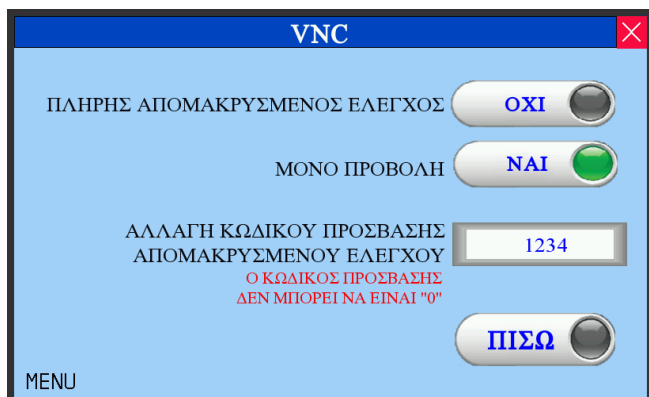 VNC
ΠΛΗΡΗΣ ΑΠΟΜΑΚΡΥΣΜΕΝΟΣ ΕΛΕΓΧΟΣ ΟΧΙ
ΜΟΝΟ ΠΡΟΒΟΛΗ ΝΑΙ
ΑΛΛΑΓΗ ΚΩΔΙΚΟΥ ΠΡΟΣΒΑΣΗΣ
ΑΠΟΜΑΚΡΥΣΜΕΝΟΥ ΕΛΕΓΧΟΥ 1234
Ο ΚΩΔΙΚΟΣ ΠΡΟΣΒΑΣΗΣ
ΔΕΝ ΜΠΟΡΕΙ ΝΑ ΕΙΝΑΙ "0"
ΠΙΣΩ
MENU